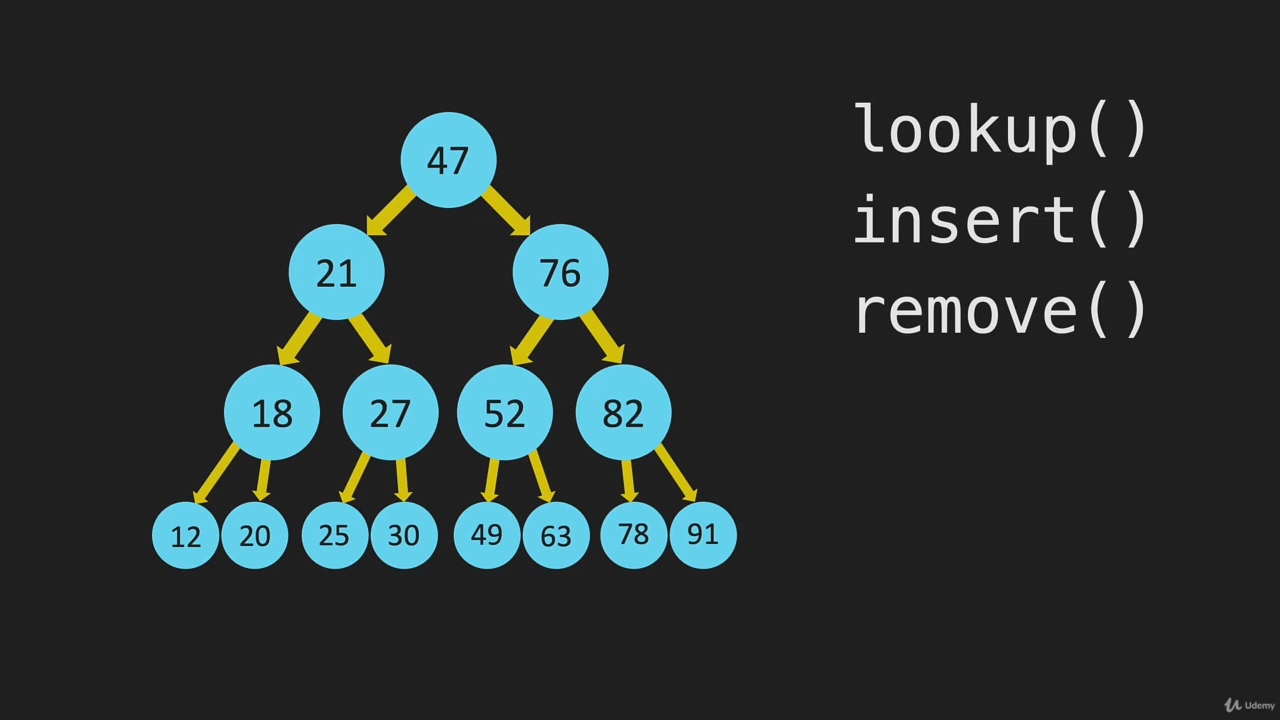 47
21 76
18 27 52 82
12 20 25 30 49 63 78 91
lookup()
insert()
remove()
Udemy